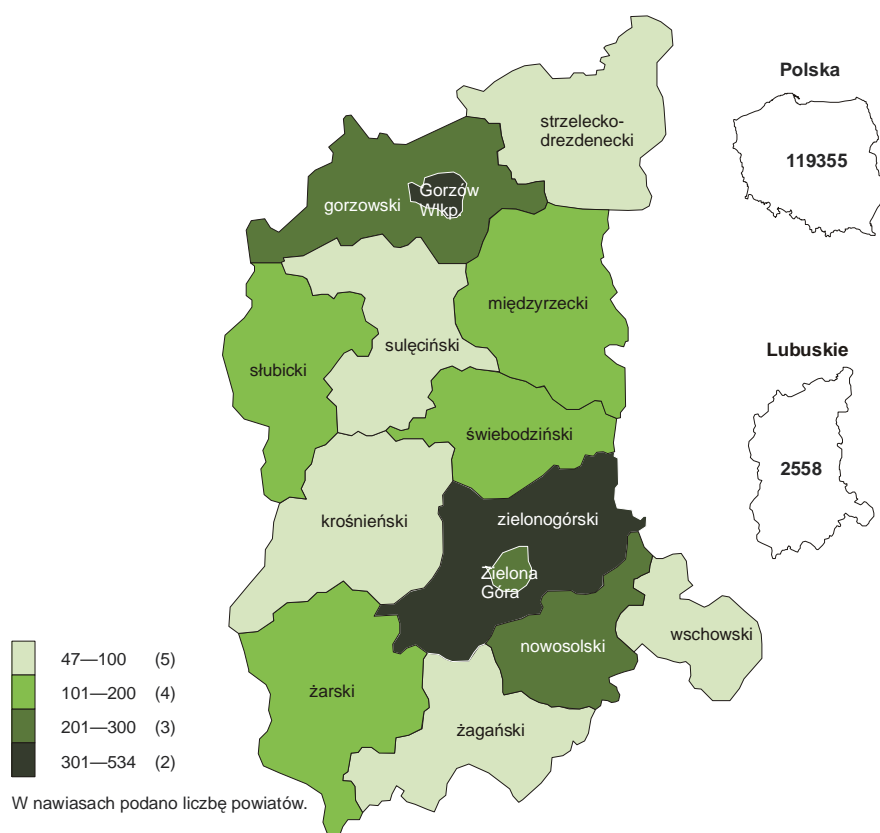 Polska
119355
strzelecko-
drezdenecki
gorzowski
Gorzów
Wlkp.
międzyrzecki
sulęciński
słubicki
Lubuskie
2558
świebodziński
krośnieński
zielonogórski
Zielona
Góra
wschowski
nowosolski
żarski
żagański
47—100 (5)
101—200 (4)
201—300 (3)
301—534 (2)
W nawiasach podano liczbę powiatów.